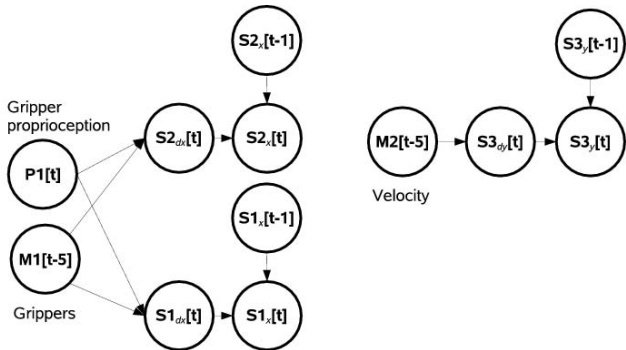 S2x[t-1]
S3y[t-1]
Gripper
proprioception
S2dx[t]
S2x[t]
M2[t-5]
S3dy[t]
S3y[t]
P1[t]
Velocity
S1x[t-1]
M1[t-5]
Grippers
S1dx[t]
S1x[t]